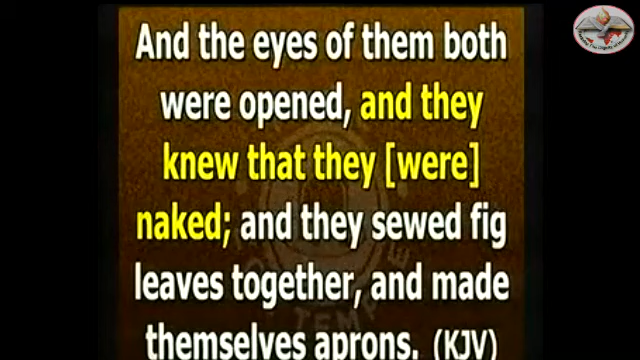 And the eyes of them both
were opened, and they
knew that they [were]
naked; and they sewed fig
leaves together, and made
themselves aprons. (KJV)